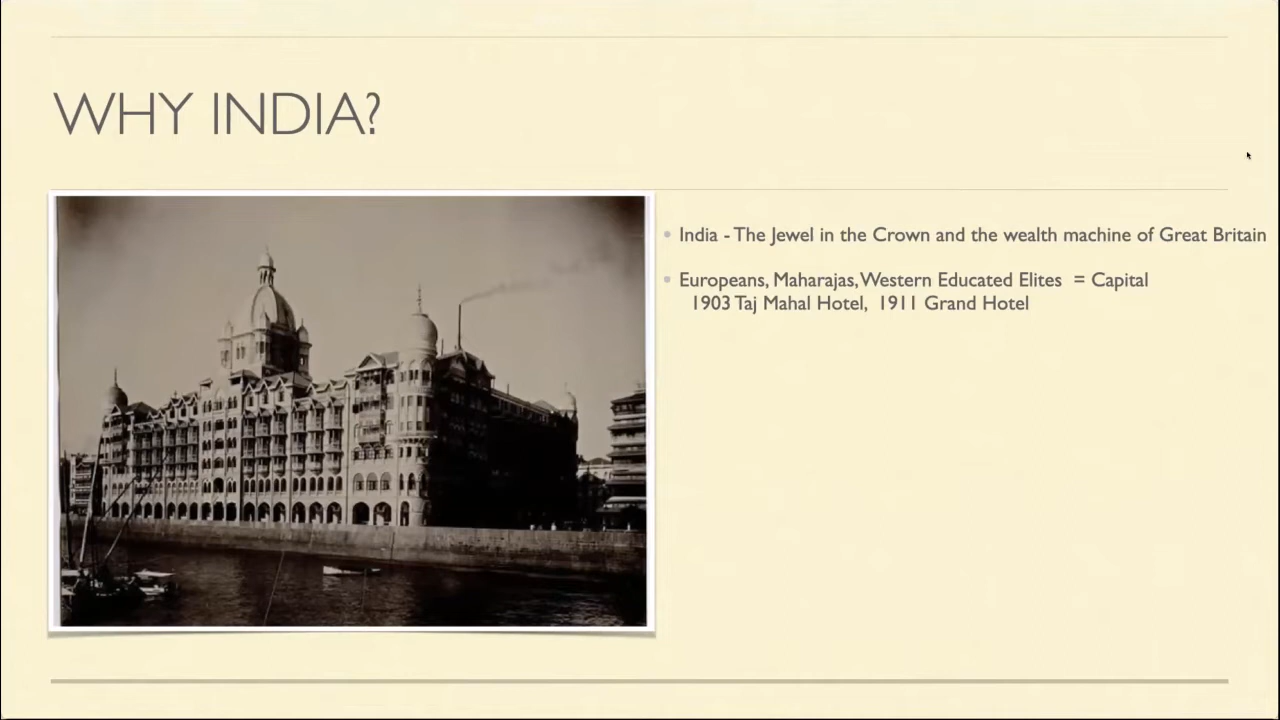 WHY INDIA?
India - The Jewel in the Crown and the wealth machine of Great Britain
Europeans, Maharajas, Western Educated Elites = Capital
1903 Taj Mahal Hotel, 1911 Grand Hotel